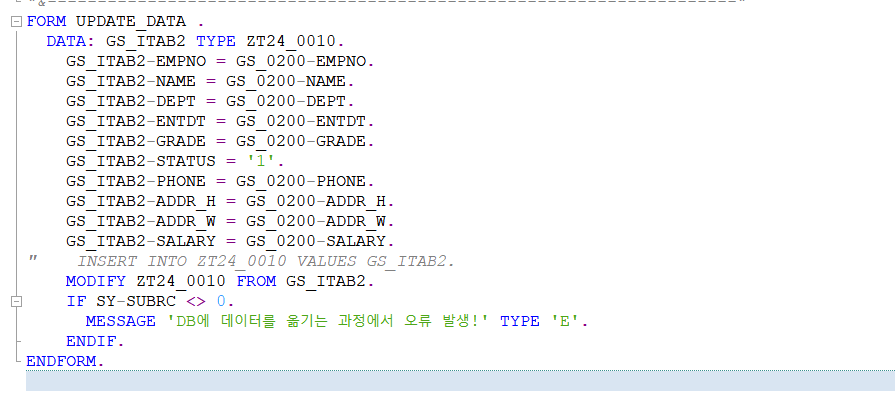 "&---------------------------------------------------------------------"
FORM UPDATE_DATA .
DATA: GS_ITAB2 TYPE ZT24_0010.
GS_ITAB2-EMPNO = GS_0200-EMPNO.
GS_ITAB2-NAME = GS_0200-NAME.
GS_ITAB2-DEPT = GS_0200-DEPT.
GS_ITAB2-ENTDT = GS_0200-ENTDT.
GS_ITAB2-GRADE = GS_0200-GRADE.
GS_ITAB2-STATUS = '1'.
GS_ITAB2-PHONE = GS_0200-PHONE.
GS_ITAB2-ADDR_H = GS_0200-ADDR_H.
GS_ITAB2-ADDR_W = GS_0200-ADDR_W.
GS_ITAB2-SALARY = GS_0200-SALARY.
" INSERT INTO ZT24_0010 VALUES GS_ITAB2.
MODIFY ZT24_0010 FROM GS_ITAB2.
IF SY-SUBRC <> 0.
MESSAGE 'DB에 데이터를 옮기는 과정에서 오류 발생!' TYPE 'E'.
ENDIF.
ENDFORM.